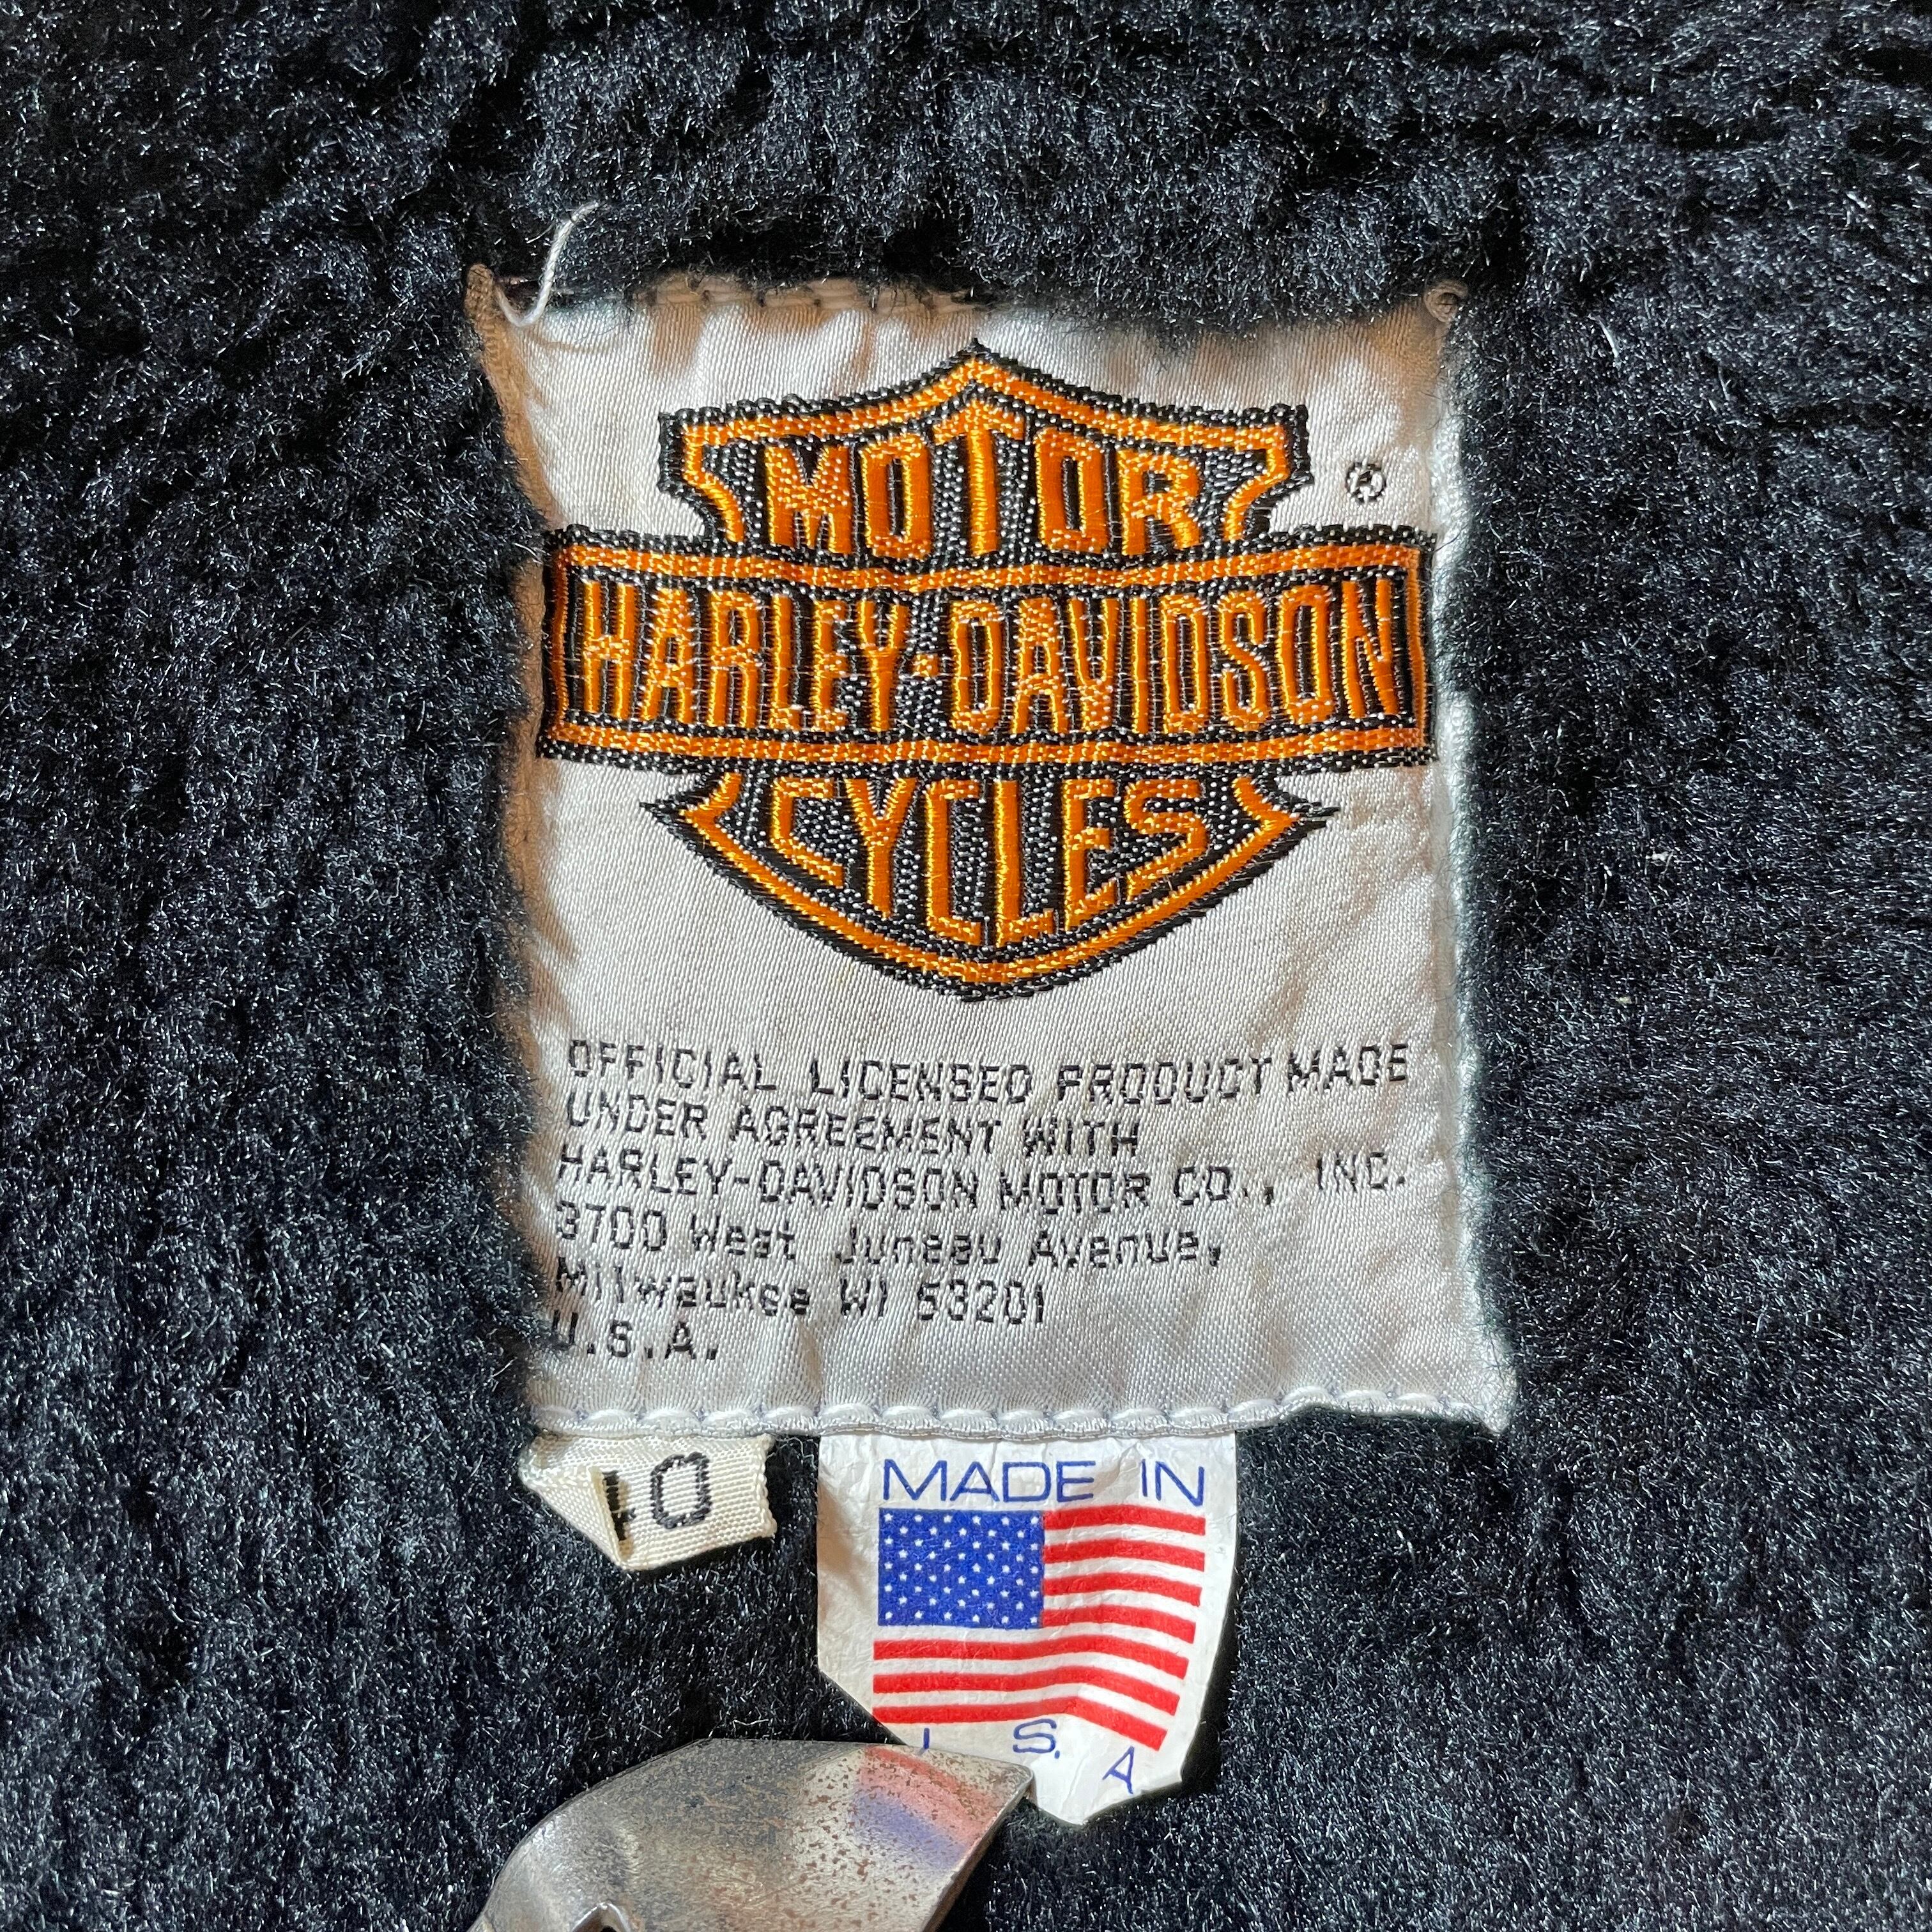 MOTOR
®
HARLEY-DAVIDSON
CYCLES
OFFICIAL LICENSED PRODUCT MADE
UNDER AGREEMENT WITH
HARLEY-DAVIDSON MOTOR CO., INC.
3700 West Juneau Avenue,
Milwaukee WI 53201
U.S.A.
40
MADE IN
U.S.A.